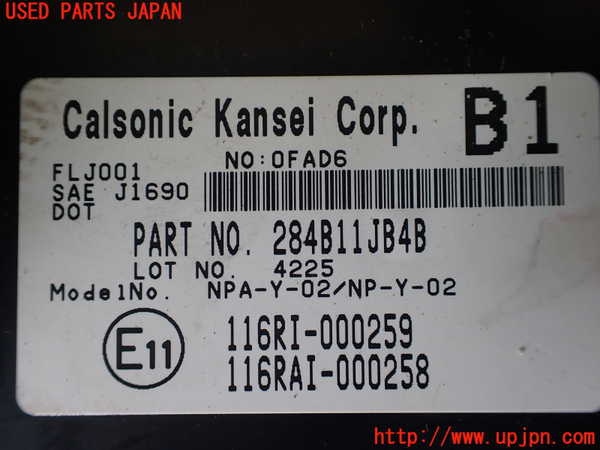 USED PARTS JAPAN
Calsonic Kansei Corp. B1
NO:0FAD6
FLJ001
SAE J1690
DOT
PART NO. 284B11JB4B
LOT NO. 4225
ModelNo. NPA-Y-02/NP-Y-02
E11
116RI-000259
116RAI-000258
UPJ
http://www.upjpn.com/